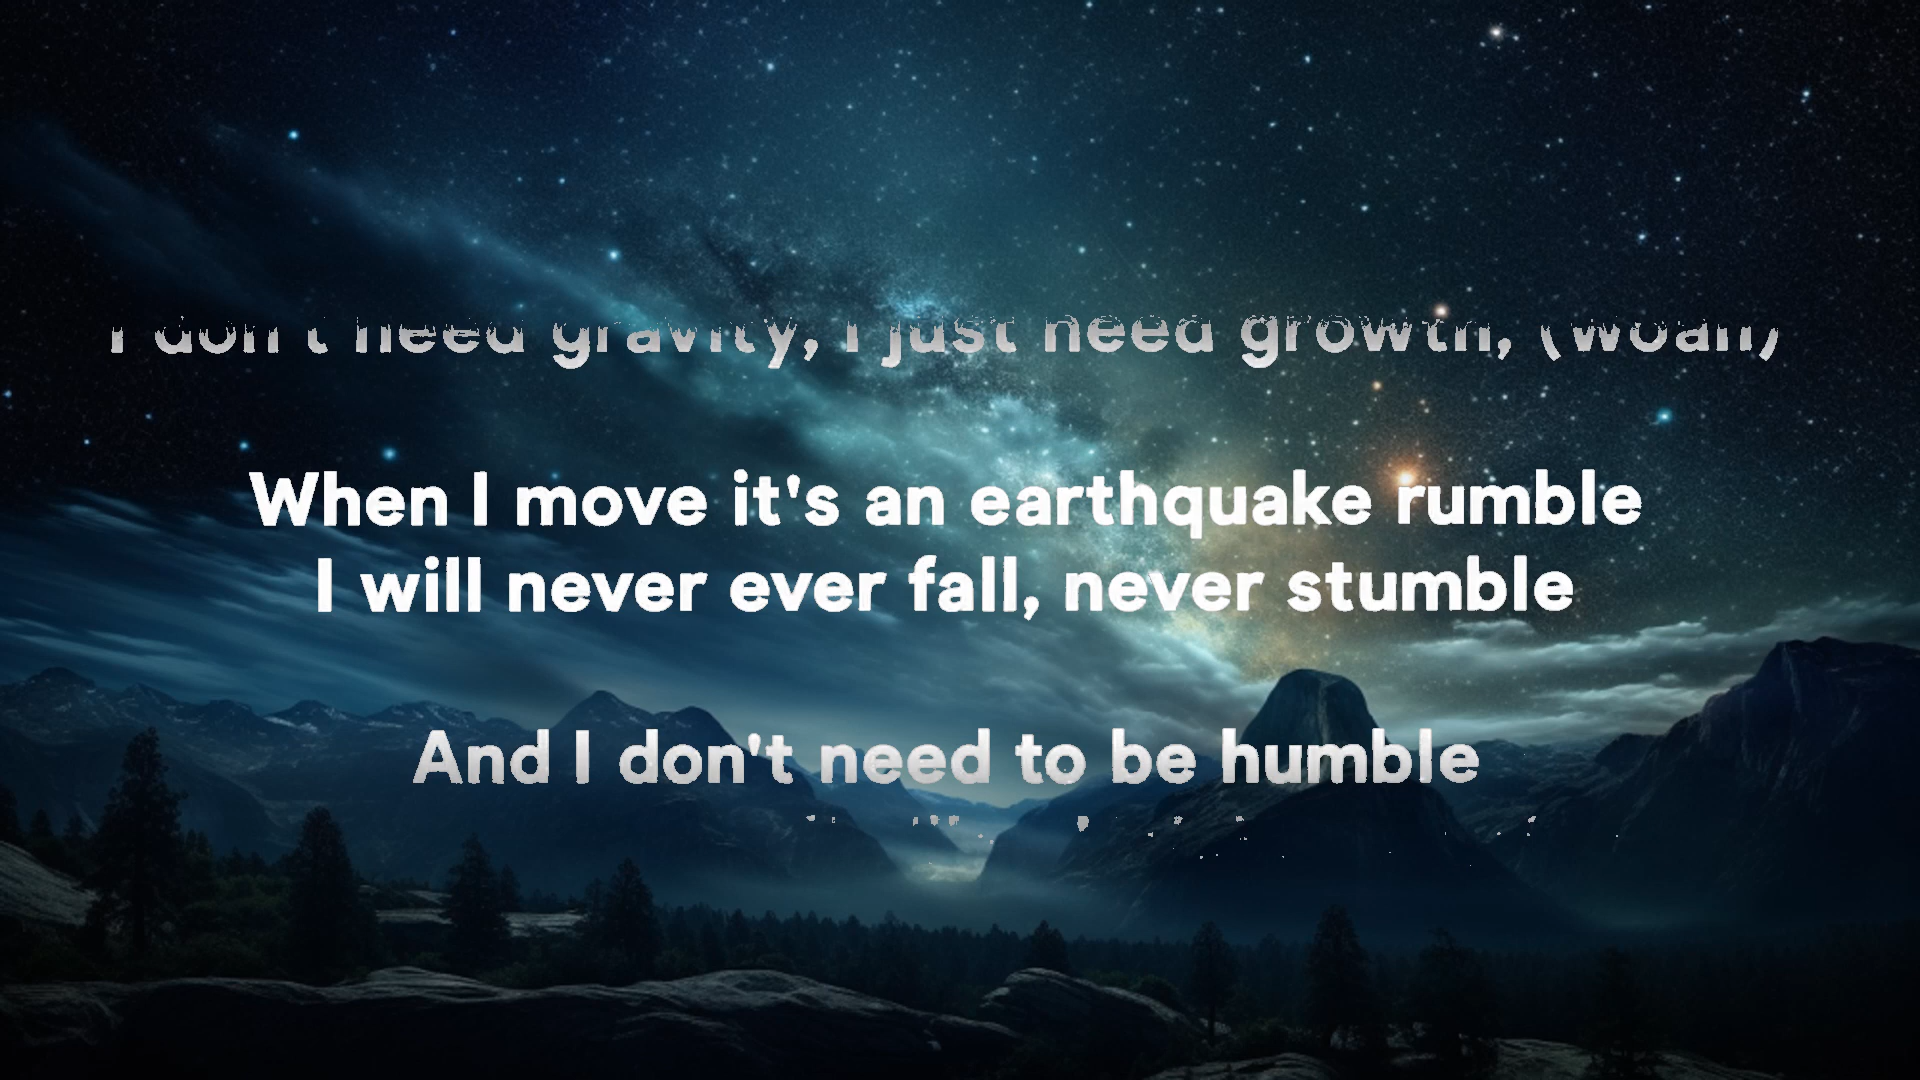 I don't need gravity, I just need growth, (woah)
When I move it's an earthquake rumble
I will never ever fall, never stumble
And I don't need to be humble